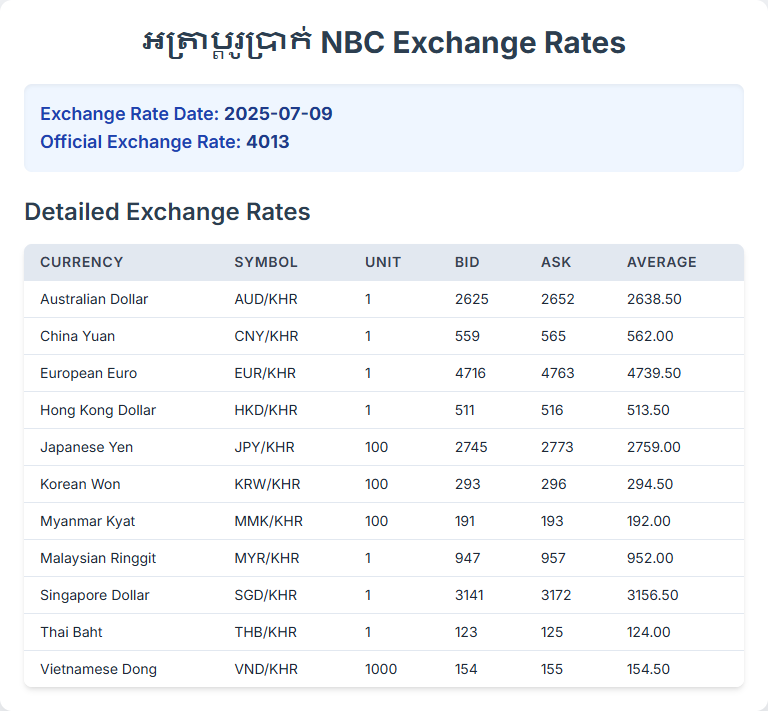 អត្រាប្តូរប្រាក់ NBC Exchange Rates
Exchange Rate Date: 2025-07-09
Official Exchange Rate: 4013
Detailed Exchange Rates
CURRENCY SYMBOL UNIT BID ASK AVERAGE
Australian Dollar AUD/KHR 1 2625 2652 2638.50
China Yuan CNY/KHR 1 559 565 562.00
European Euro EUR/KHR 1 4716 4763 4739.50
Hong Kong Dollar HKD/KHR 1 511 516 513.50
Japanese Yen JPY/KHR 100 2745 2773 2759.00
Korean Won KRW/KHR 100 293 296 294.50
Myanmar Kyat MMK/KHR 100 191 193 192.00
Malaysian Ringgit MYR/KHR 1 947 957 952.00
Singapore Dollar SGD/KHR 1 3141 3172 3156.50
Thai Baht THB/KHR 1 123 125 124.00
Vietnamese Dong VND/KHR 1000 154 155 154.50